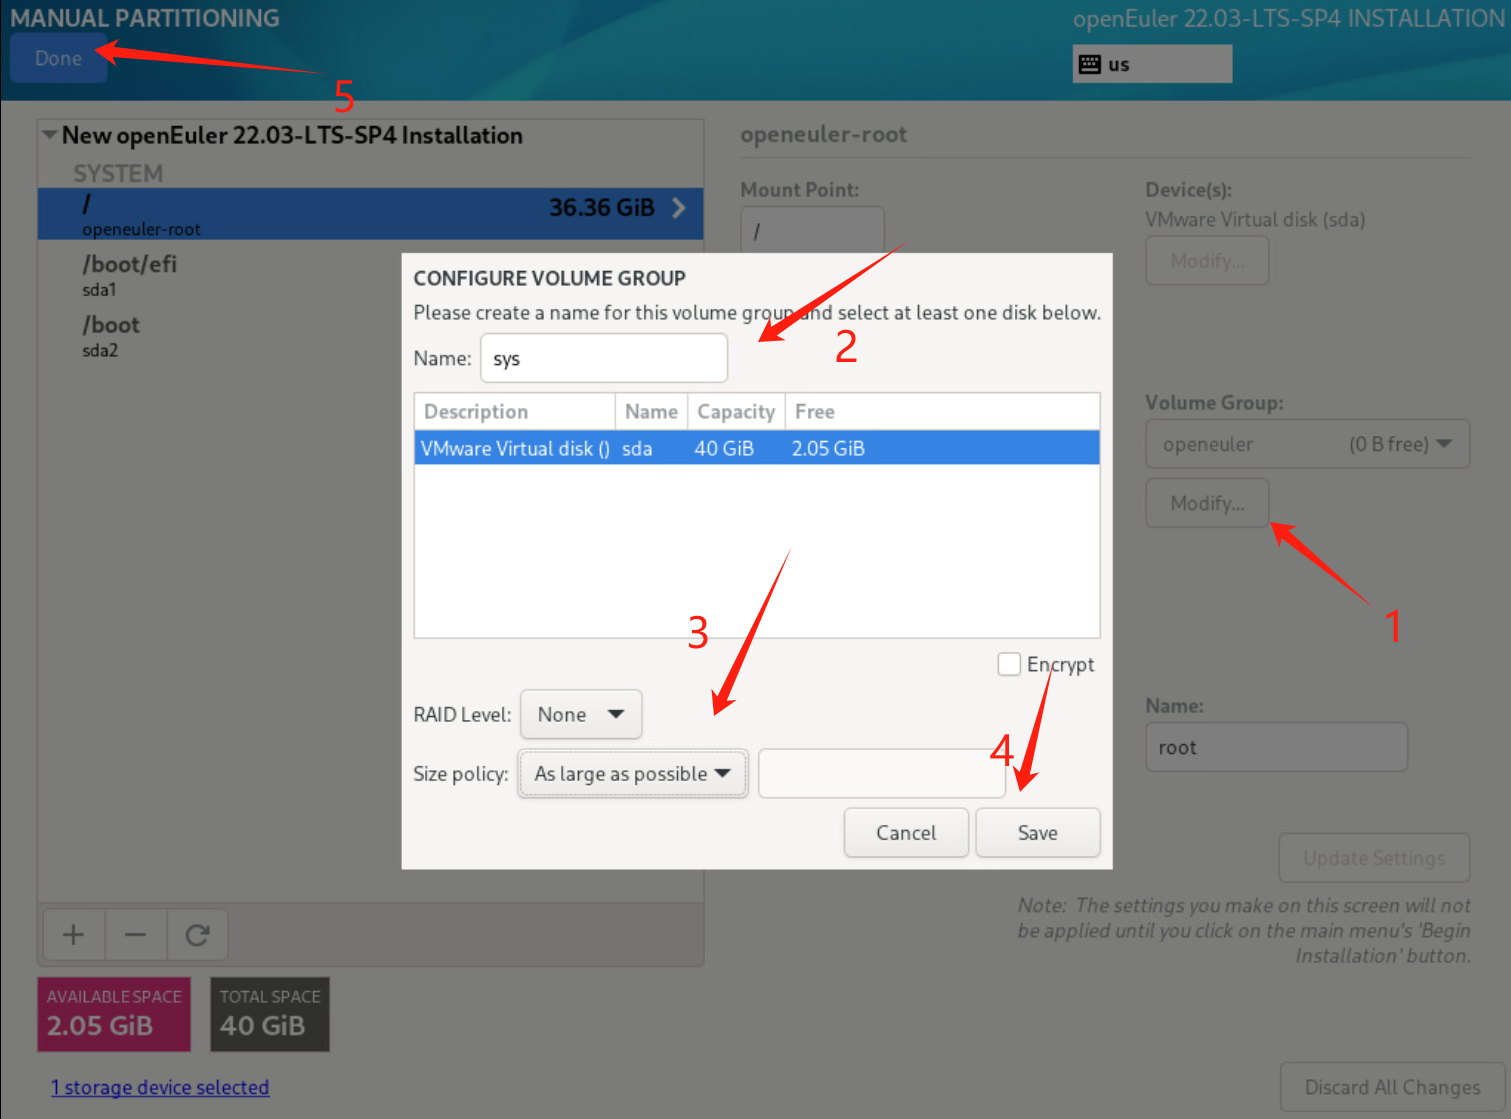 MANUAL PARTITIONING
openEuler 22.03-LTS-SP4 INSTALLATION
Done
us
5
New openEuler 22.03-LTS-SP4 Installation
SYSTEM
/
36.36 GiB
openeuler-root
/boot/efi
sda1
/boot
sda2
openeuler-root
Mount Point:
/
Device(s):
VMware Virtual disk (sda)
Modify...
CONFIGURE VOLUME GROUP
Please create a name for this volume group and select at least one disk below.
2
Name: sys
Description Name Capacity Free
VMware Virtual disk () sda 40 GiB 2.05 GiB
3
Encrypt
RAID Level: None
4
Size policy: As large as possible
Cancel Save
Volume Group:
openeuler (0 B free)
Modify...
1
Name:
root
Update Settings
Note: The settings you make on this screen will not
be applied until you click on the main menu's 'Begin
Installation' button.
AVAILABLE SPACE
2.05 GiB
TOTAL SPACE
40 GiB
1 storage device selected
Discard All Changes